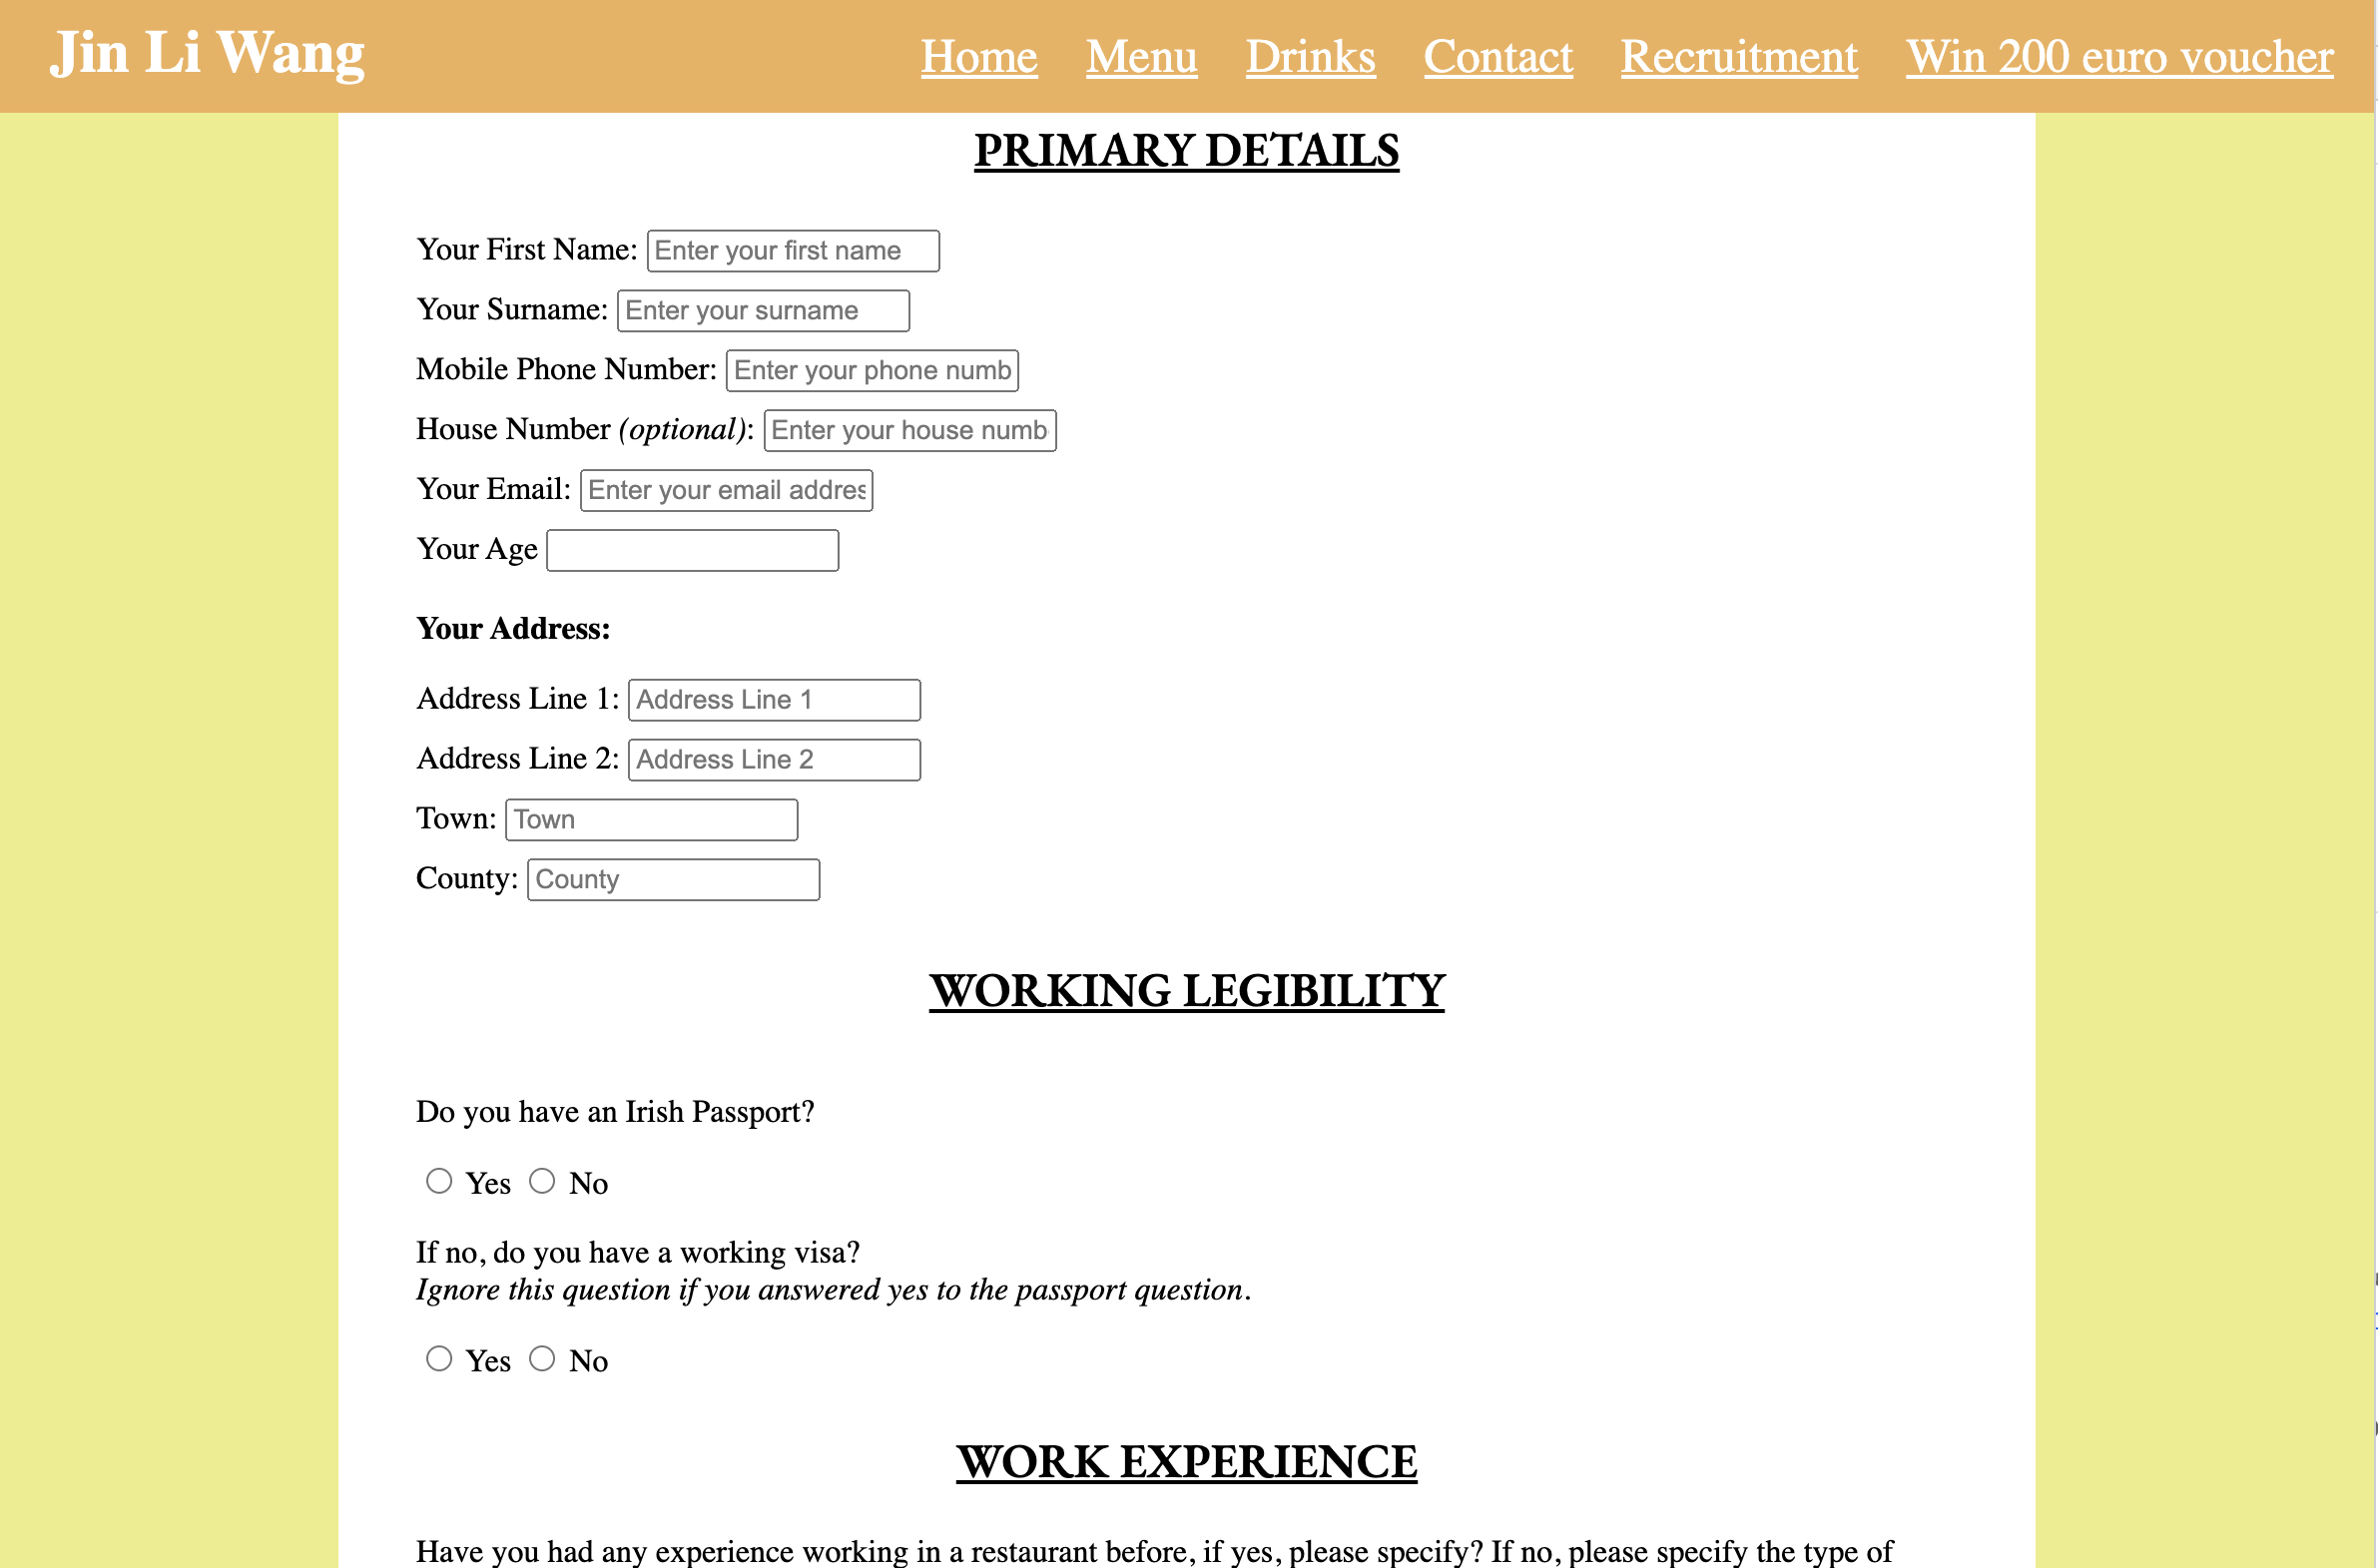 Jin Li Wang
Home Menu Drinks Contact Recruitment Win 200 euro voucher
PRIMARY DETAILS
Your First Name: Enter your first name
Your Surname: Enter your surname
Mobile Phone Number: Enter your phone numb
House Number (optional): Enter your house numb
Your Email: Enter your email addres
Your Age
Your Address:
Address Line 1: Address Line 1
Address Line 2: Address Line 2
Town: Town
County: County
WORKING LEGIBILITY
Do you have an Irish Passport?
Yes No
If no, do you have a working visa?
Ignore this question if you answered yes to the passport question.
Yes No
WORK EXPERIENCE
Have you had any experience working in a restaurant before, if yes, please specify? If no, please specify the type of